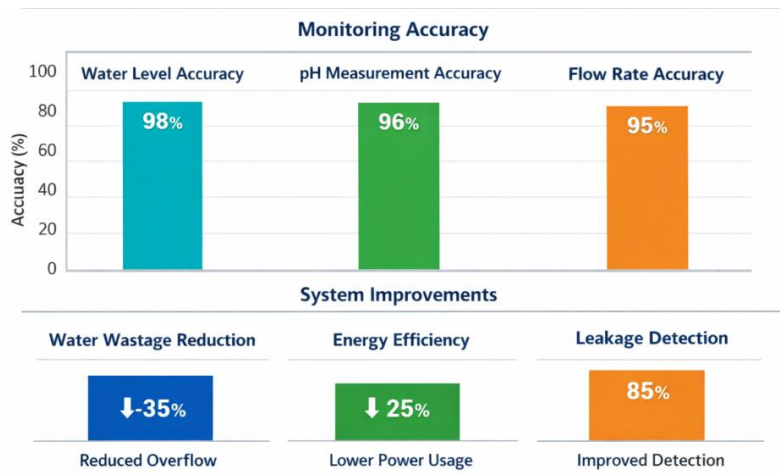 Monitoring Accuracy
Water Level Accuracy
pH Measurement Accuracy
Flow Rate Accuracy
100
80
60
40
20
0
Accıuacy (%)
98%
96%
95%
System Improvements
Water Wastage Reduction
Energy Efficiency
Leakage Detection
⬇-35%
⬇ 25%
85%
Reduced Overflow
Lower Power Usage
Improved Detection